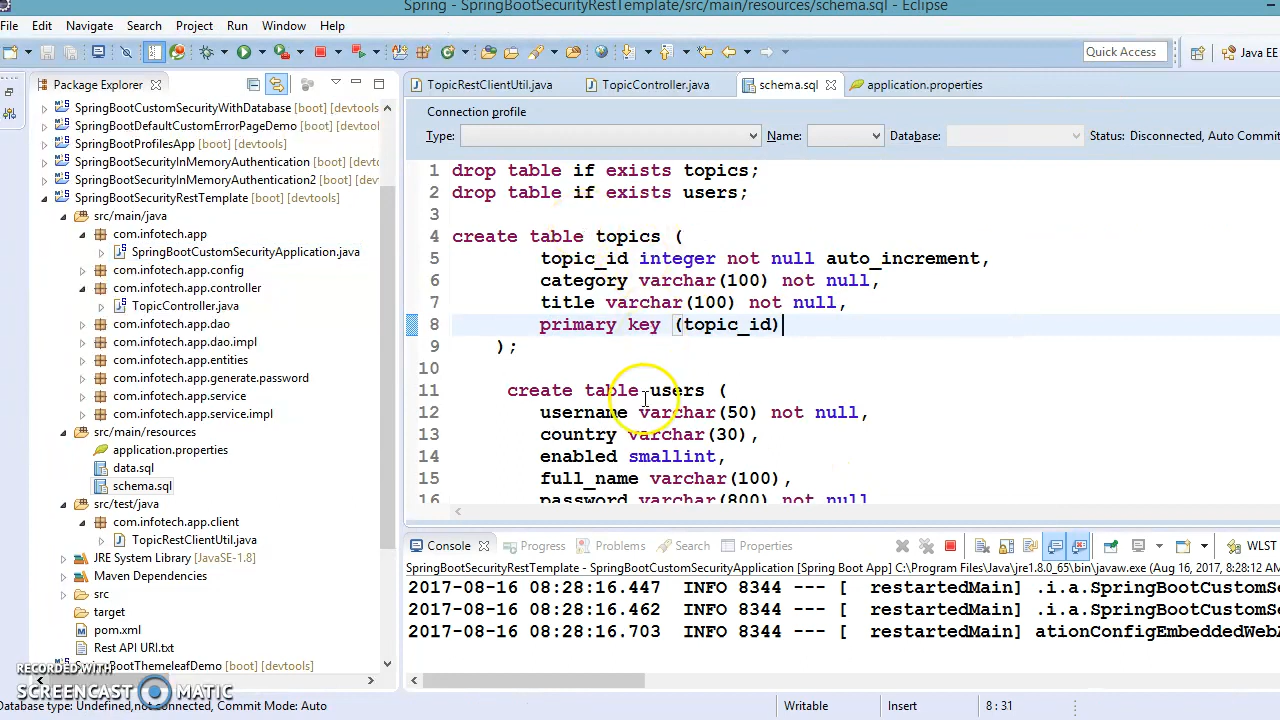 Spring - SpringBootSecurityRestTemplate/src/main/resources/schema.sql - Eclipse
File Edit Navigate Search Project Run Window Help
Quick Access
Java EE
Package Explorer
SpringBootCustomSecurityWithDatabase [boot] [devtools]
SpringBootDefaultCustomErrorPageDemo [boot] [devtools]
SpringBootProfilesApp [boot] [devtools]
SpringBootSecurityInMemoryAuthentication [boot] [devtools]
SpringBootSecurityInMemoryAuthentication2 [boot] [devtools]
SpringBootSecurityRestTemplate [boot] [devtools]
src/main/java
com.infotech.app
SpringBootCustomSecurityApplication.java
com.infotech.app.config
com.infotech.app.controller
TopicController.java
com.infotech.app.dao
com.infotech.app.dao.impl
com.infotech.app.entities
com.infotech.app.generate.password
com.infotech.app.service
com.infotech.app.service.impl
src/main/resources
application.properties
data.sql
schema.sql
src/test/java
com.infotech.app.client
TopicRestClientUtil.java
JRE System Library [JavaSE-1.8]
Maven Dependencies
src
target
pom.xml
Rest API URI.txt
SpringBootThemeleafDemo [boot] [devtools]
TopicRestClientUtil.java TopicController.java schema.sql application.properties
Connection profile
Type: Name: Database: Status: Disconnected, Auto Commit
1 drop table if exists topics;
2 drop table if exists users;
3
4 create table topics (
5 topic_id integer not null auto_increment,
6 category varchar(100) not null,
7 title varchar(100) not null,
8 primary key (topic_id)
9 );
10
11 create table users (
12 username varchar(50) not null,
13 country varchar(30),
14 enabled smallint,
15 full_name varchar(100),
16 password varchar(800) not null
Console Progress Problems Search Properties
WLST
SpringBootSecurityRestTemplate - SpringBootCustomSecurityApplication [Spring Boot App] C:\Program Files\Java\jre1.8.0_65\bin\javaw.exe (Aug 16, 2017, 8:28:12 AM
2017-08-16 08:28:16.447 INFO 8344 --- [ restartedMain] .i.a.SpringBootCustomSe
2017-08-16 08:28:16.462 INFO 8344 --- [ restartedMain] .i.a.SpringBootCustomSe
2017-08-16 08:28:16.703 INFO 8344 --- [ restartedMain] ationConfigEmbeddedWebA
RECORDED WITH
SCREENCAST MATIC
Database type: Undefined,not connected, Commit Mode: Auto
Writable
Insert
8 : 31